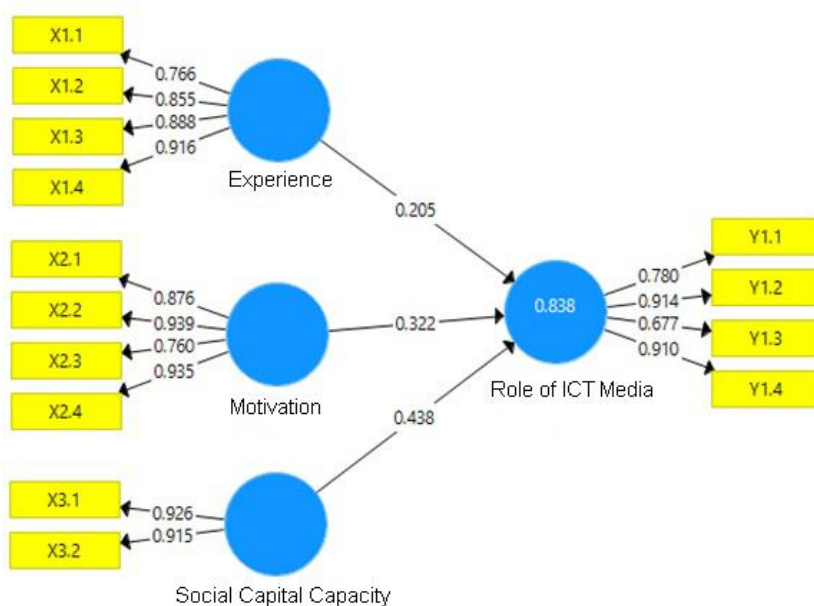 X1.1
X1.2
X1.3
X1.4
0.766
0.855
0.888
0.916
Experience
0.205
X2.1
X2.2
X2.3
X2.4
0.876
0.939
0.760
0.935
Motivation
0.322
X3.1
X3.2
0.926
0.915
Social Capital Capacity
0.438
0.838
Role of ICT Media
0.780
0.914
0.677
0.910
Y1.1
Y1.2
Y1.3
Y1.4